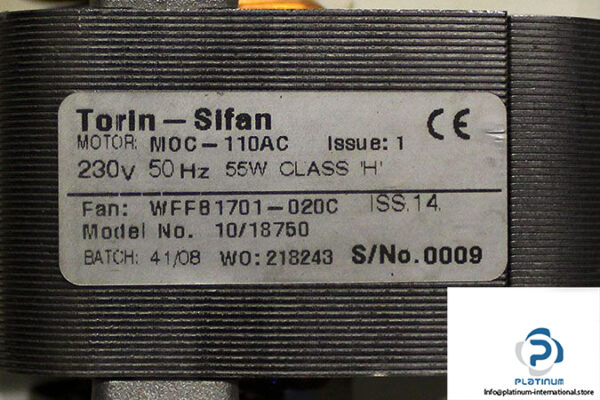 Torin-Sifan
MOTOR: MOC-110AC Issue: 1 CE
230v 50 Hz 55W CLASS 'H'
Fan: WFFB1701-020C ISS.14.
Model No. 10/18750
BATCH: 41/08 WO: 218243 S/No.0009
PLATINUM
Info@platinum-international.store